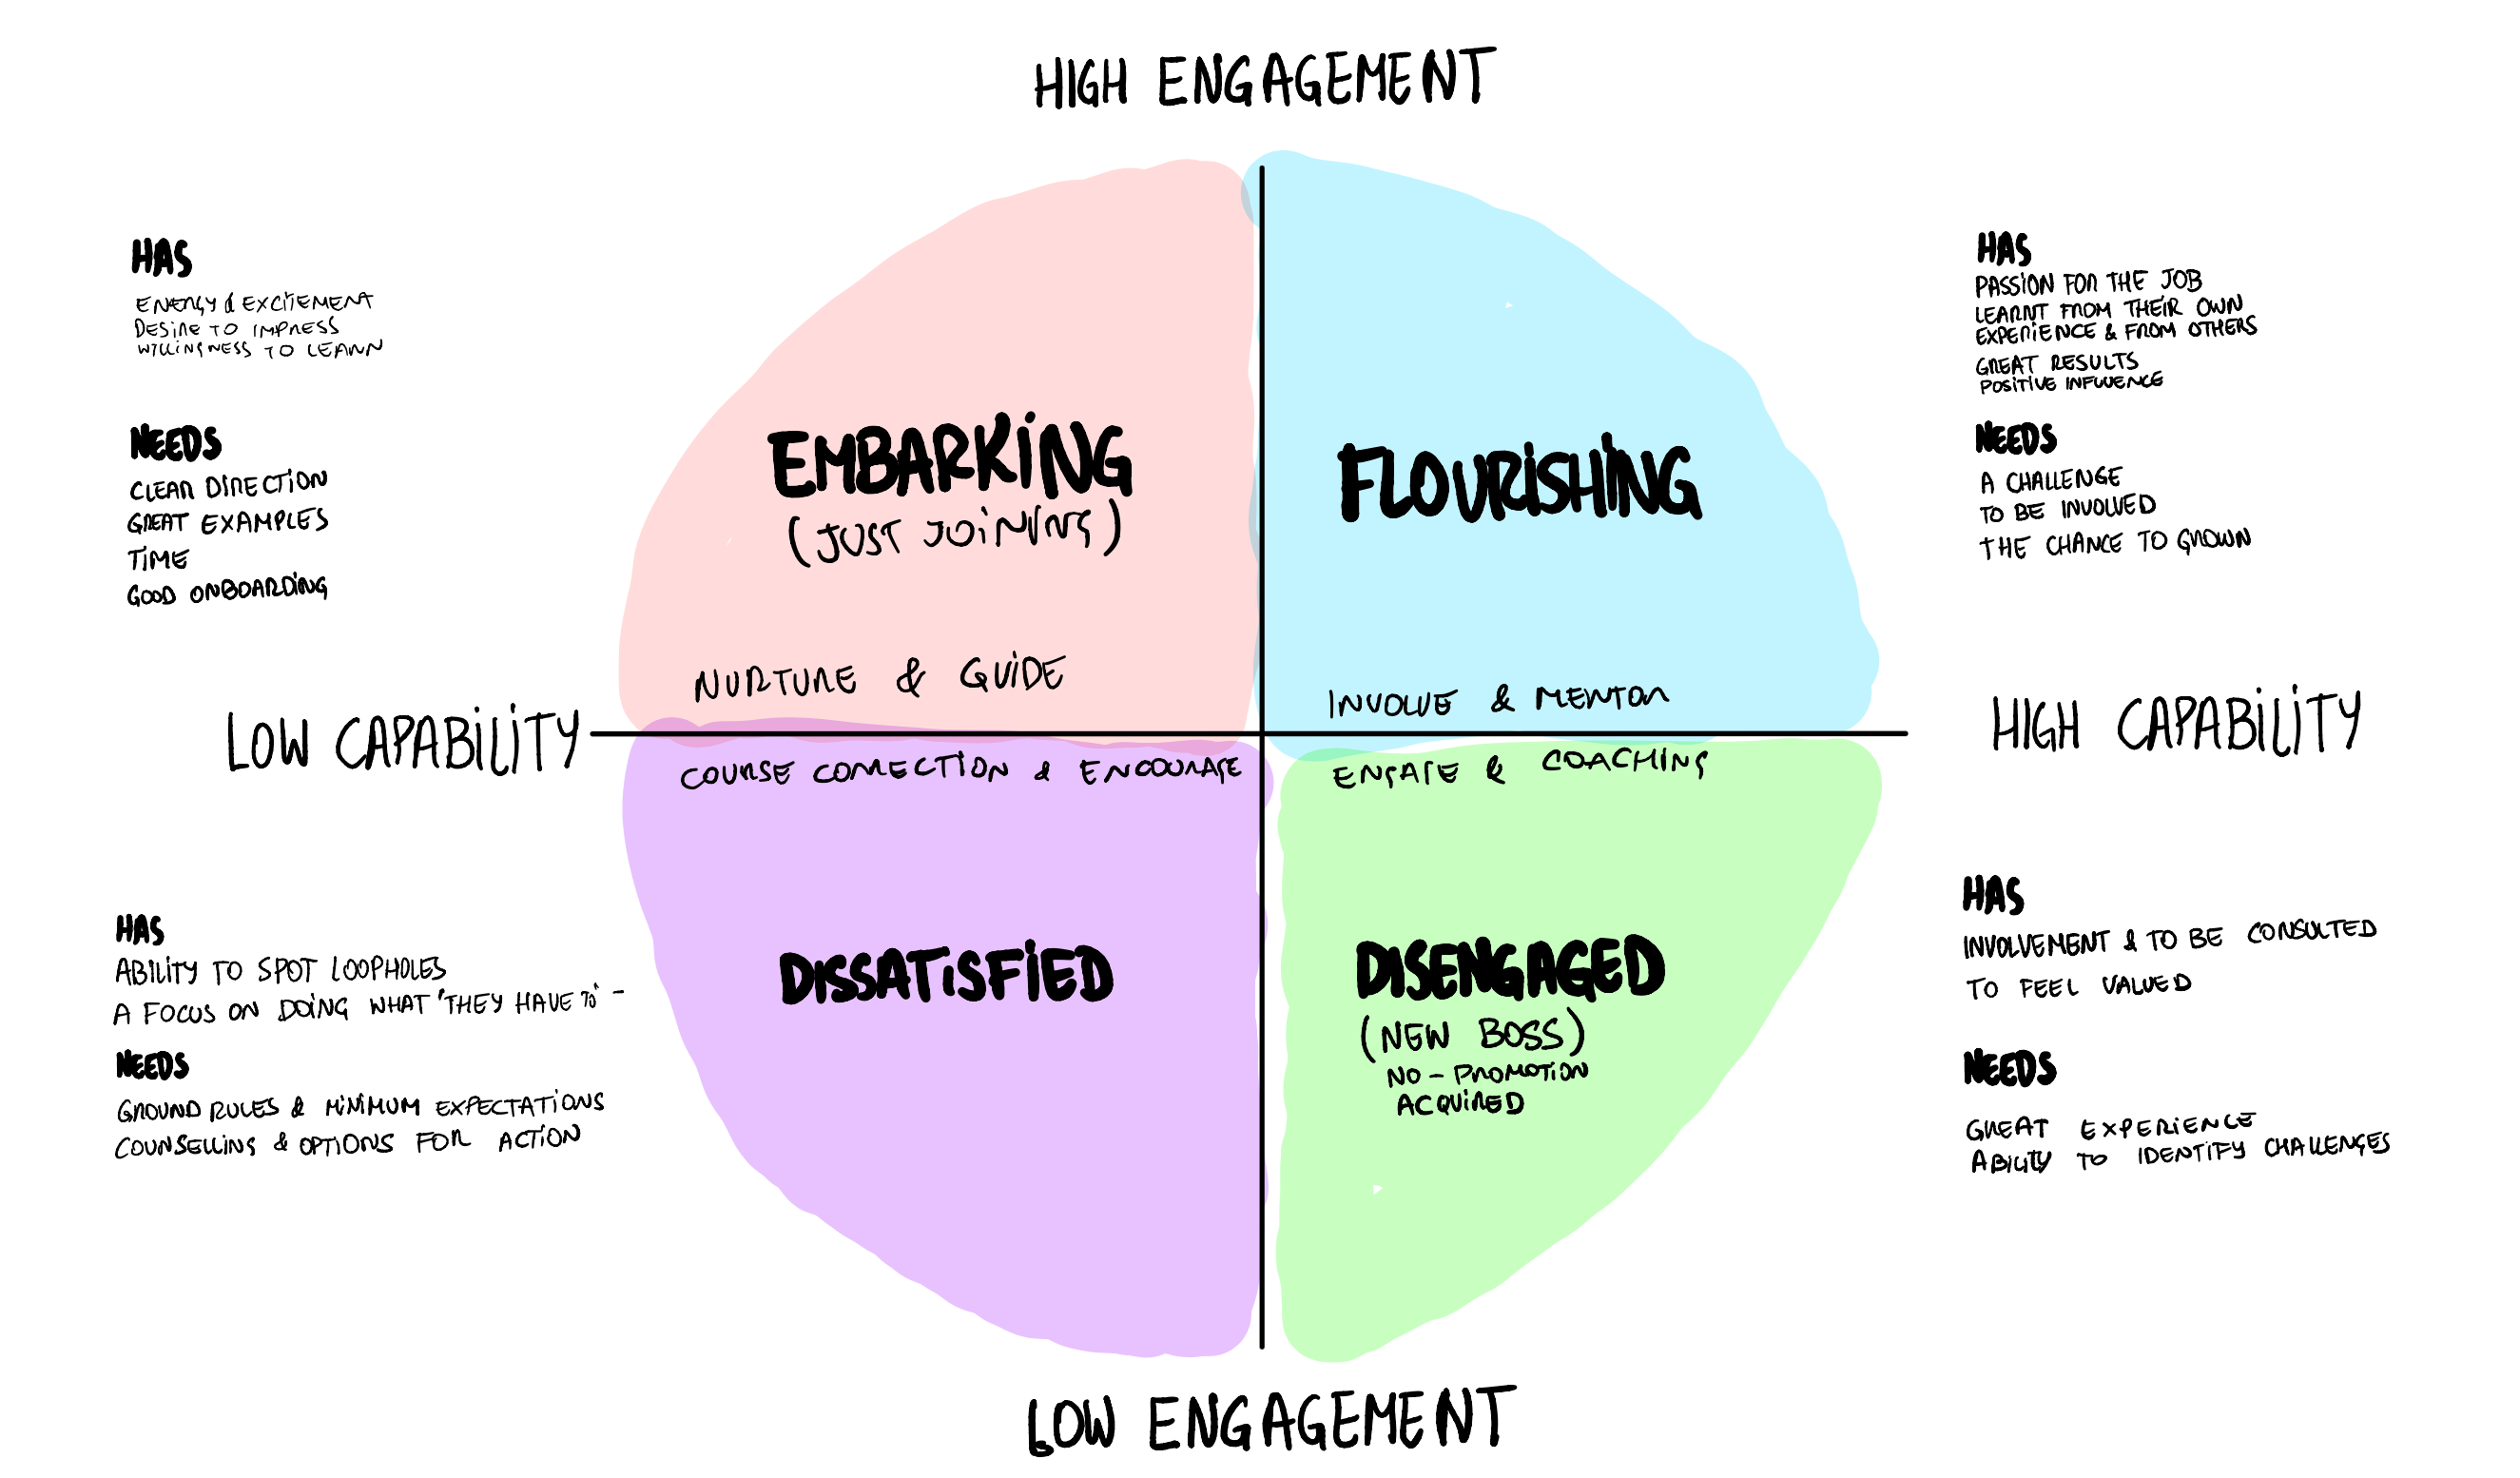 HIGH ENGAGEMENT
HAS
ENERGY & EXCITEMENT
DESIRE TO IMPRESS
WILLINGNESS TO LEARN
NEEDS
CLEAR DIRECTION
GREAT EXAMPLES
TIME
GOOD ONBOARDING
EMBARKING
(JUST JOINING)
NURTURE & GUIDE
FLOURISHING
INVOLVE & MENTOR
HAS
PASSION FOR THE JOB
LEARNT FROM THEIR OWN
EXPERIENCE & FROM OTHERS
GREAT RESULTS
POSITIVE INFLUENCE
NEEDS
A CHALLENGE
TO BE INVOLVED
THE CHANCE TO GROWN
LOW CAPABILITY
HIGH CAPABILITY
COURSE CORRECTION & ENCOURAGE
DISSATISFIED
HAS
ABILITY TO SPOT LOOPHOLES
A FOCUS ON DOING WHAT 'THEY HAVE TO' -
NEEDS
GROUND RULES & MINIMUM EXPECTATIONS
COUNSELLING & OPTIONS FOR ACTION
ENGAGE & COACHING
DISENGAGED
(NEW BOSS)
NO - PROMOTION
ACQUIRED
HAS
INVOLVEMENT & TO BE CONSULTED
TO FEEL VALUED
NEEDS
GREAT EXPERIENCE
ABILITY TO IDENTIFY CHALLENGES
LOW ENGAGEMENT